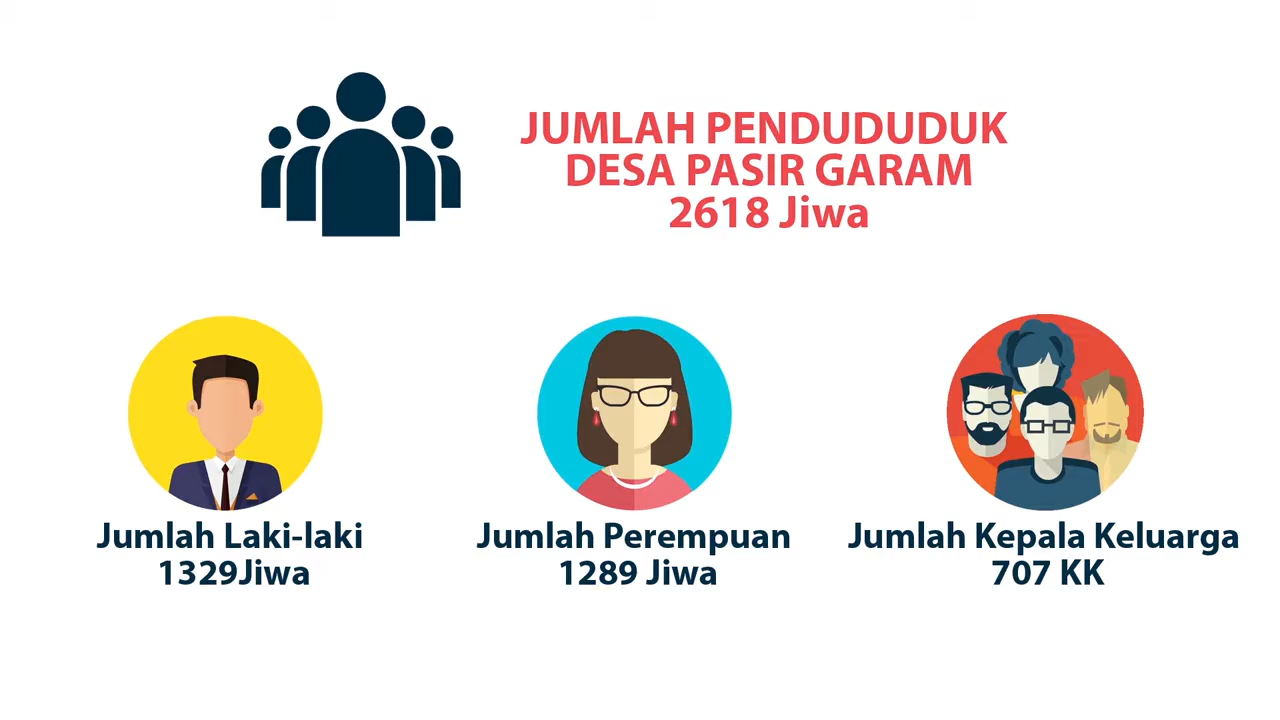 JUMLAH PENDUDUDUK
DESA PASIR GARAM
2618 Jiwa
Jumlah Laki-laki
1329Jiwa
Jumlah Perempuan
1289 Jiwa
Jumlah Kepala Keluarga
707 KK